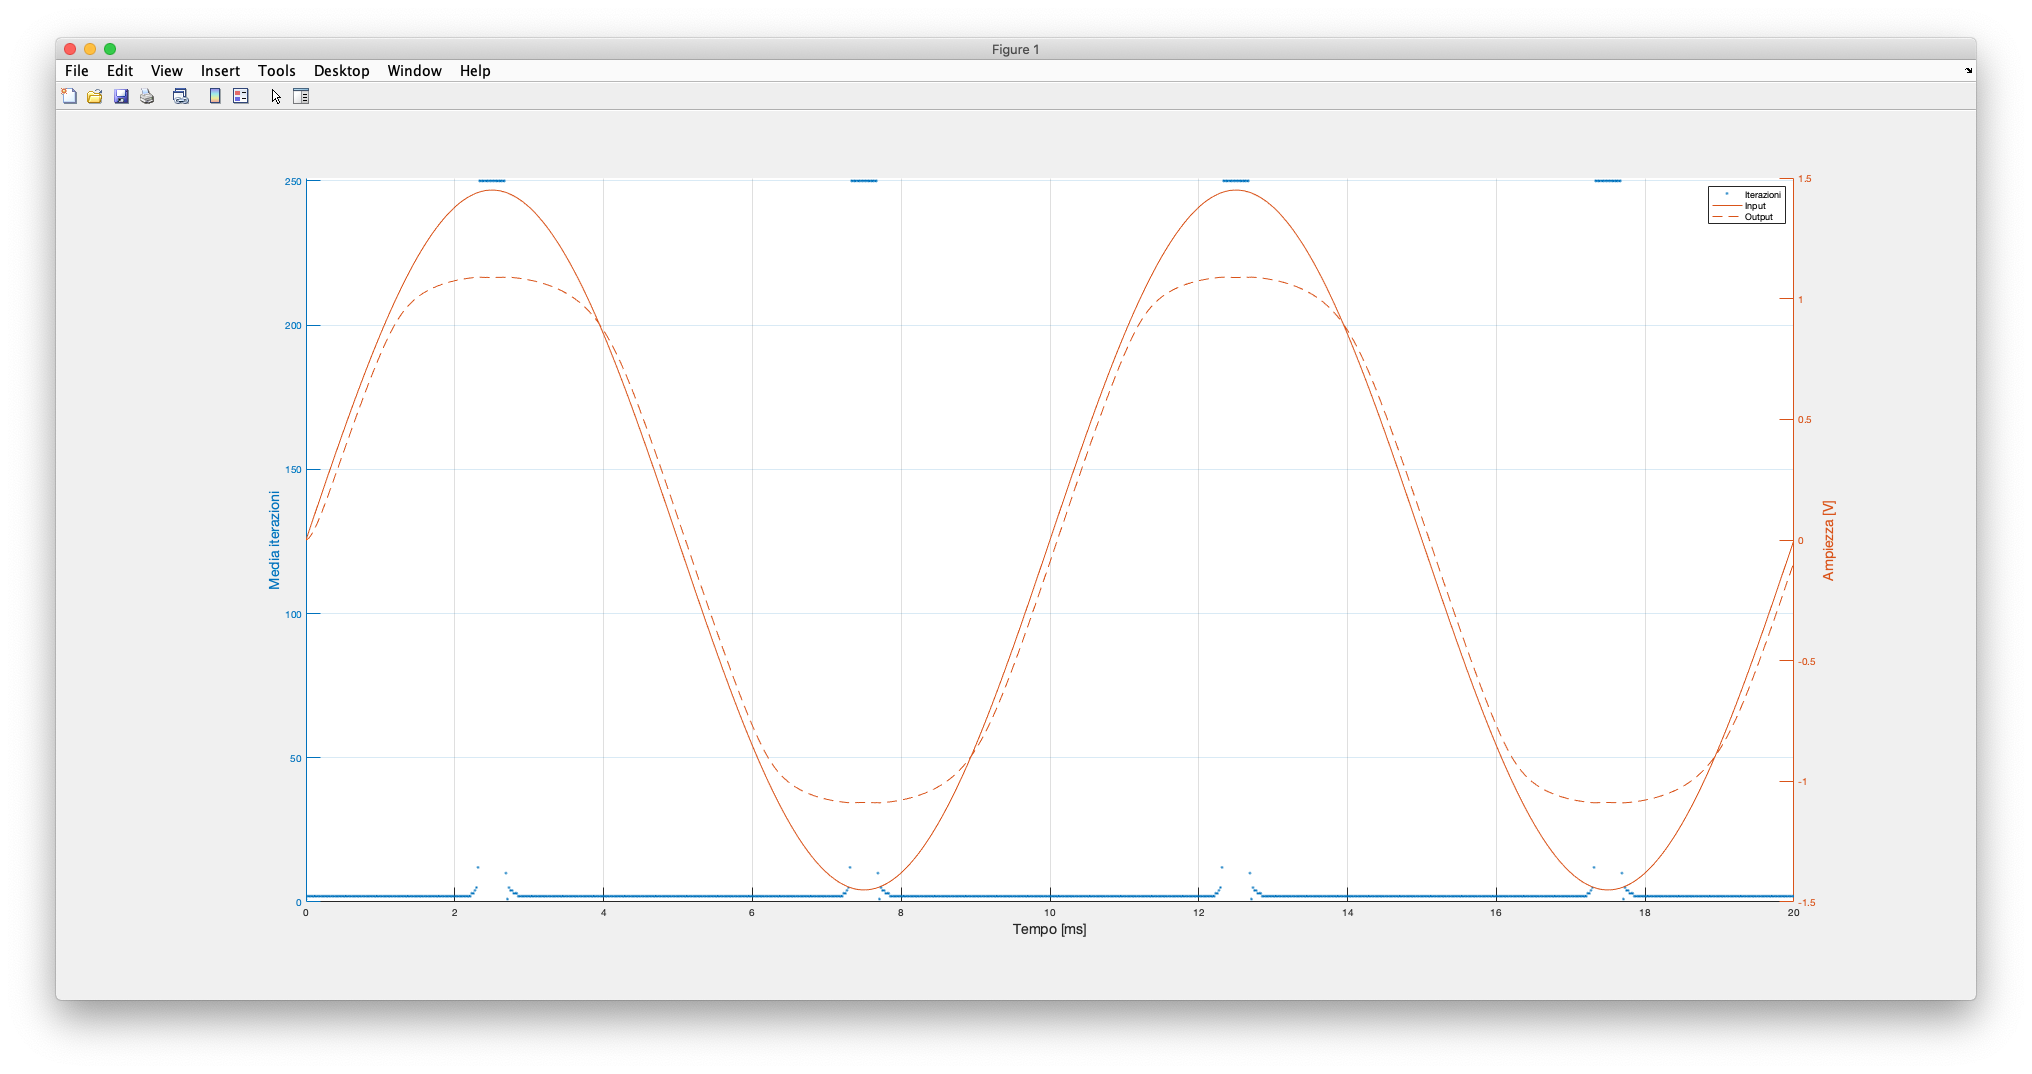 Figure 1
File Edit View Insert Tools Desktop Window Help
250
200
150
100
50
0
Media iterazioni
1.5
1
0.5
0
-0.5
-1
-1.5
Ampiezza [V]
Iterazioni
Input
Output
0 2 4 6 8 10 12 14 16 18 20
Tempo [ms]